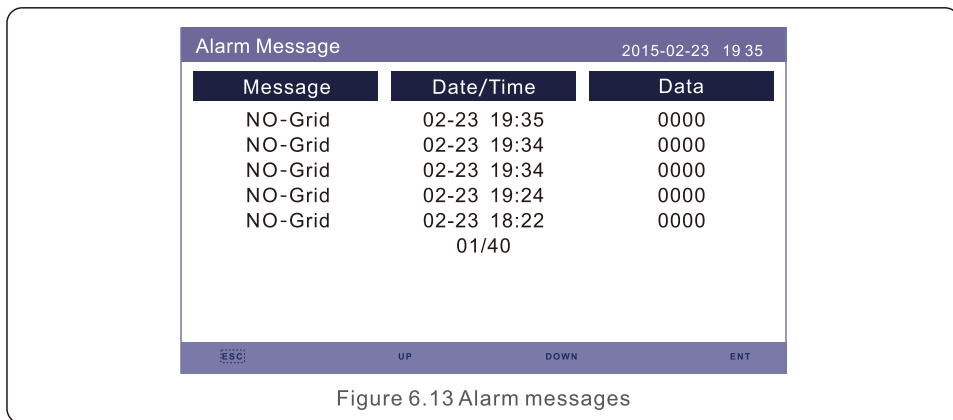 Alarm Message 2015-02-23 19 35
Message Date/Time Data
NO-Grid 02-23 19:35 0000
NO-Grid 02-23 19:34 0000
NO-Grid 02-23 19:34 0000
NO-Grid 02-23 19:24 0000
NO-Grid 02-23 18:22 0000
01/40
ESC UP DOWN ENT
Figure 6.13 Alarm messages